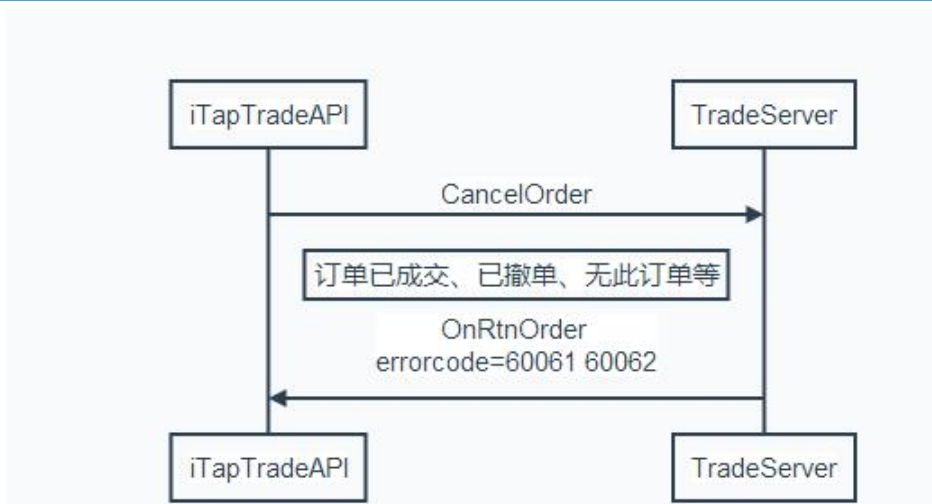 iTapTradeAPI
TradeServer
CancelOrder
订单已成交、已撤单、无此订单等
OnRtnOrder
errorcode=60061 60062
iTapTradeAPI
TradeServer